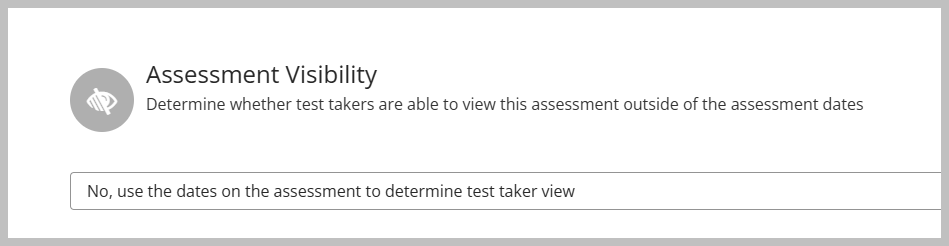 Assessment Visibility
Determine whether test takers are able to view this assessment outside of the assessment dates
No, use the dates on the assessment to determine test taker view